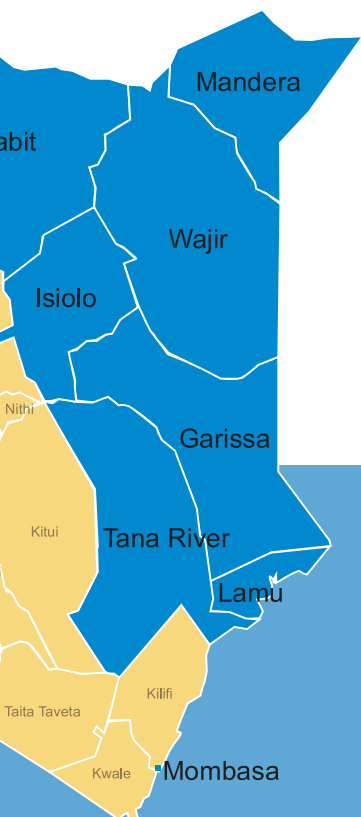 Mandera
abit
Wajir
Isiolo
Nithi
Garissa
Kitui
Tana River
Lamu
Kilifi
Taita Taveta
Kwale
Mombasa